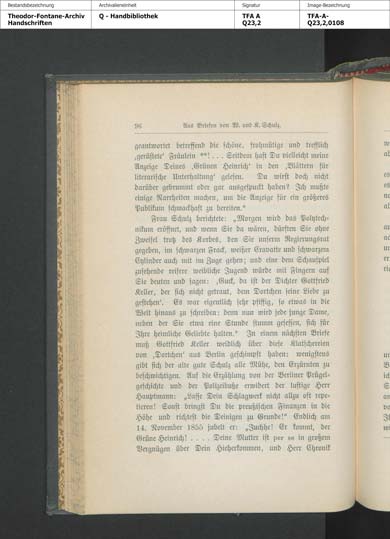 Bestandsbezeichnung
Archivalieneinheit
Signatur
Image-Bezeichnung
Theodor-Fontane-Archiv
Handschriften
Q - Handbibliothek
TFA A
Q23,2
TFA-A-
Q23,2,0108
96 Aus Briefen von W. und K. Schulz.
geantwortet betreffend die schöne, frohmütige und trefflich
‚gerüstete‘ Fräulein **! . . . Seitdem hast Du vielleicht meine
Anzeige Deines ‚Grünen Heinrich‘ in den ‚Blättern für
literarische Unterhaltung‘ gelesen. Du wirst doch nicht
darüber gebrummt oder gar ausgespuckt haben? Ich mußte
einige Narrheiten machen, um die Anzeige für ein größeres
Publikum schmackhaft zu bereiten.“
Frau Schulz berichtete: „Morgen wird das Polytech-
nikum eröffnet, und wenn Sie da wären, dürften Sie ohne
Zweifel trotz des Korbes, den Sie unserm Regierungsrat
gegeben, im schwarzen Frack, weißer Krawatte und schwarzem
Cylinder auch mit im Zuge gehen; und eine dem Schauspiel
zusehende reifere weibliche Jugend würde mit Fingern auf
Sie deuten und sagen: ‚Guck, da ist der Dichter Gottfried
Keller, der sich nicht getraut, dem Dortchen seine Liebe zu
gestehen‘. Es war eigentlich sehr pfiffig, so etwas in die
Welt hinaus zu schreiben: denn nun wird jede junge Dame,
neben der Sie etwa eine Stunde stumm gesessen, sich für
Ihre heimliche Geliebte halten.“ In einem nächsten Briefe
muß Gottfried Keller weidlich über diese Klatschereien
von ‚Dortchen‘ aus Berlin geschimpft haben: wenigstens
gibt sich der alte gute Schulz alle Mühe, den Erzürnten zu
beschwichtigen. Auf die Erzählung von der Berliner Prügel-
geschichte und der Polizeibuße erwidert der lustige Herr
Hauptmann: „Lasse Dein Schlagwerk nicht allzu oft repe-
tieren! Sonst bringst Du die preußischen Finanzen in die
Höhe und richtest die Deinigen zu Grunde!“ Endlich am
14. November 1855 jubelt er: „Juchhe! Er kommt, der
Grüne Heinrich! . . . . Deine Mutter ist per se in großem
Vergnügen über Dein Hieherkommen, und Herr Chronik